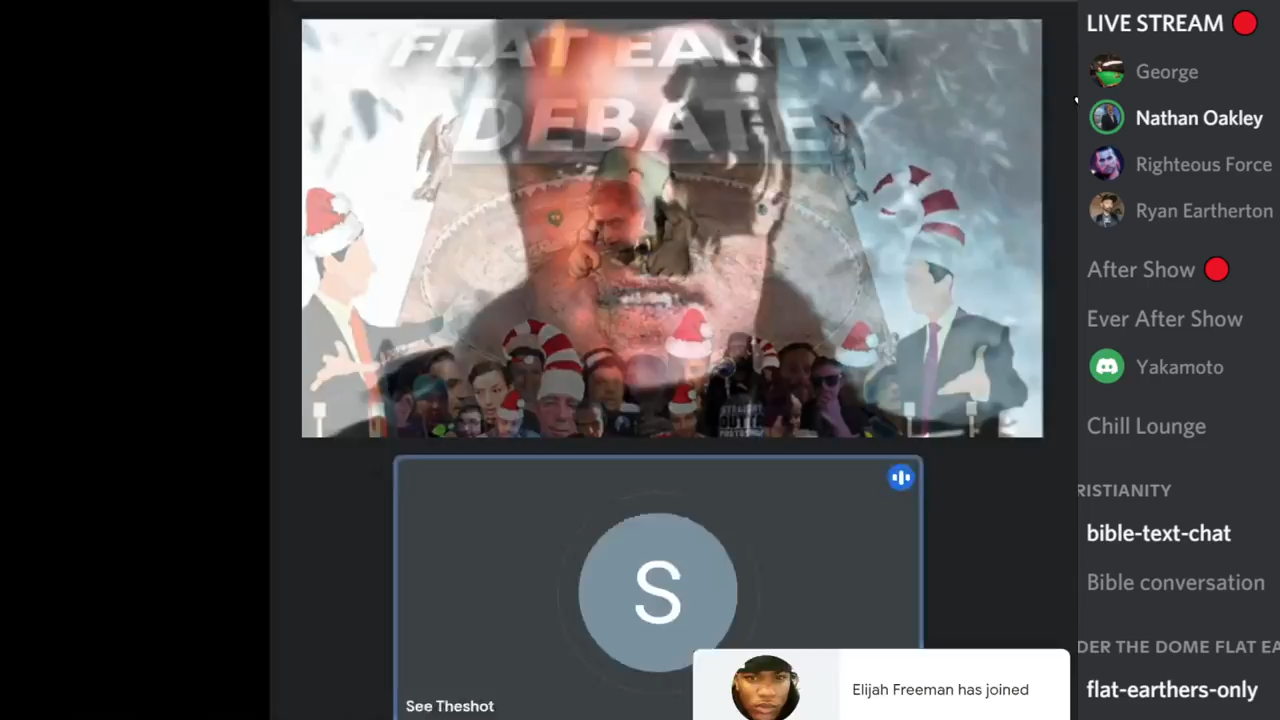 FLAT EARTH
DEBATE
STRAIGHT
OUTTA
S
See Theshot
Elijah Freeman has joined
LIVE STREAM
George
Nathan Oakley
Righteous Force
Ryan Eartherton
After Show
Ever After Show
Yakamoto
Chill Lounge
RISTIANITY
bible-text-chat
Bible conversation
DER THE DOME FLAT EA
flat-earthers-only